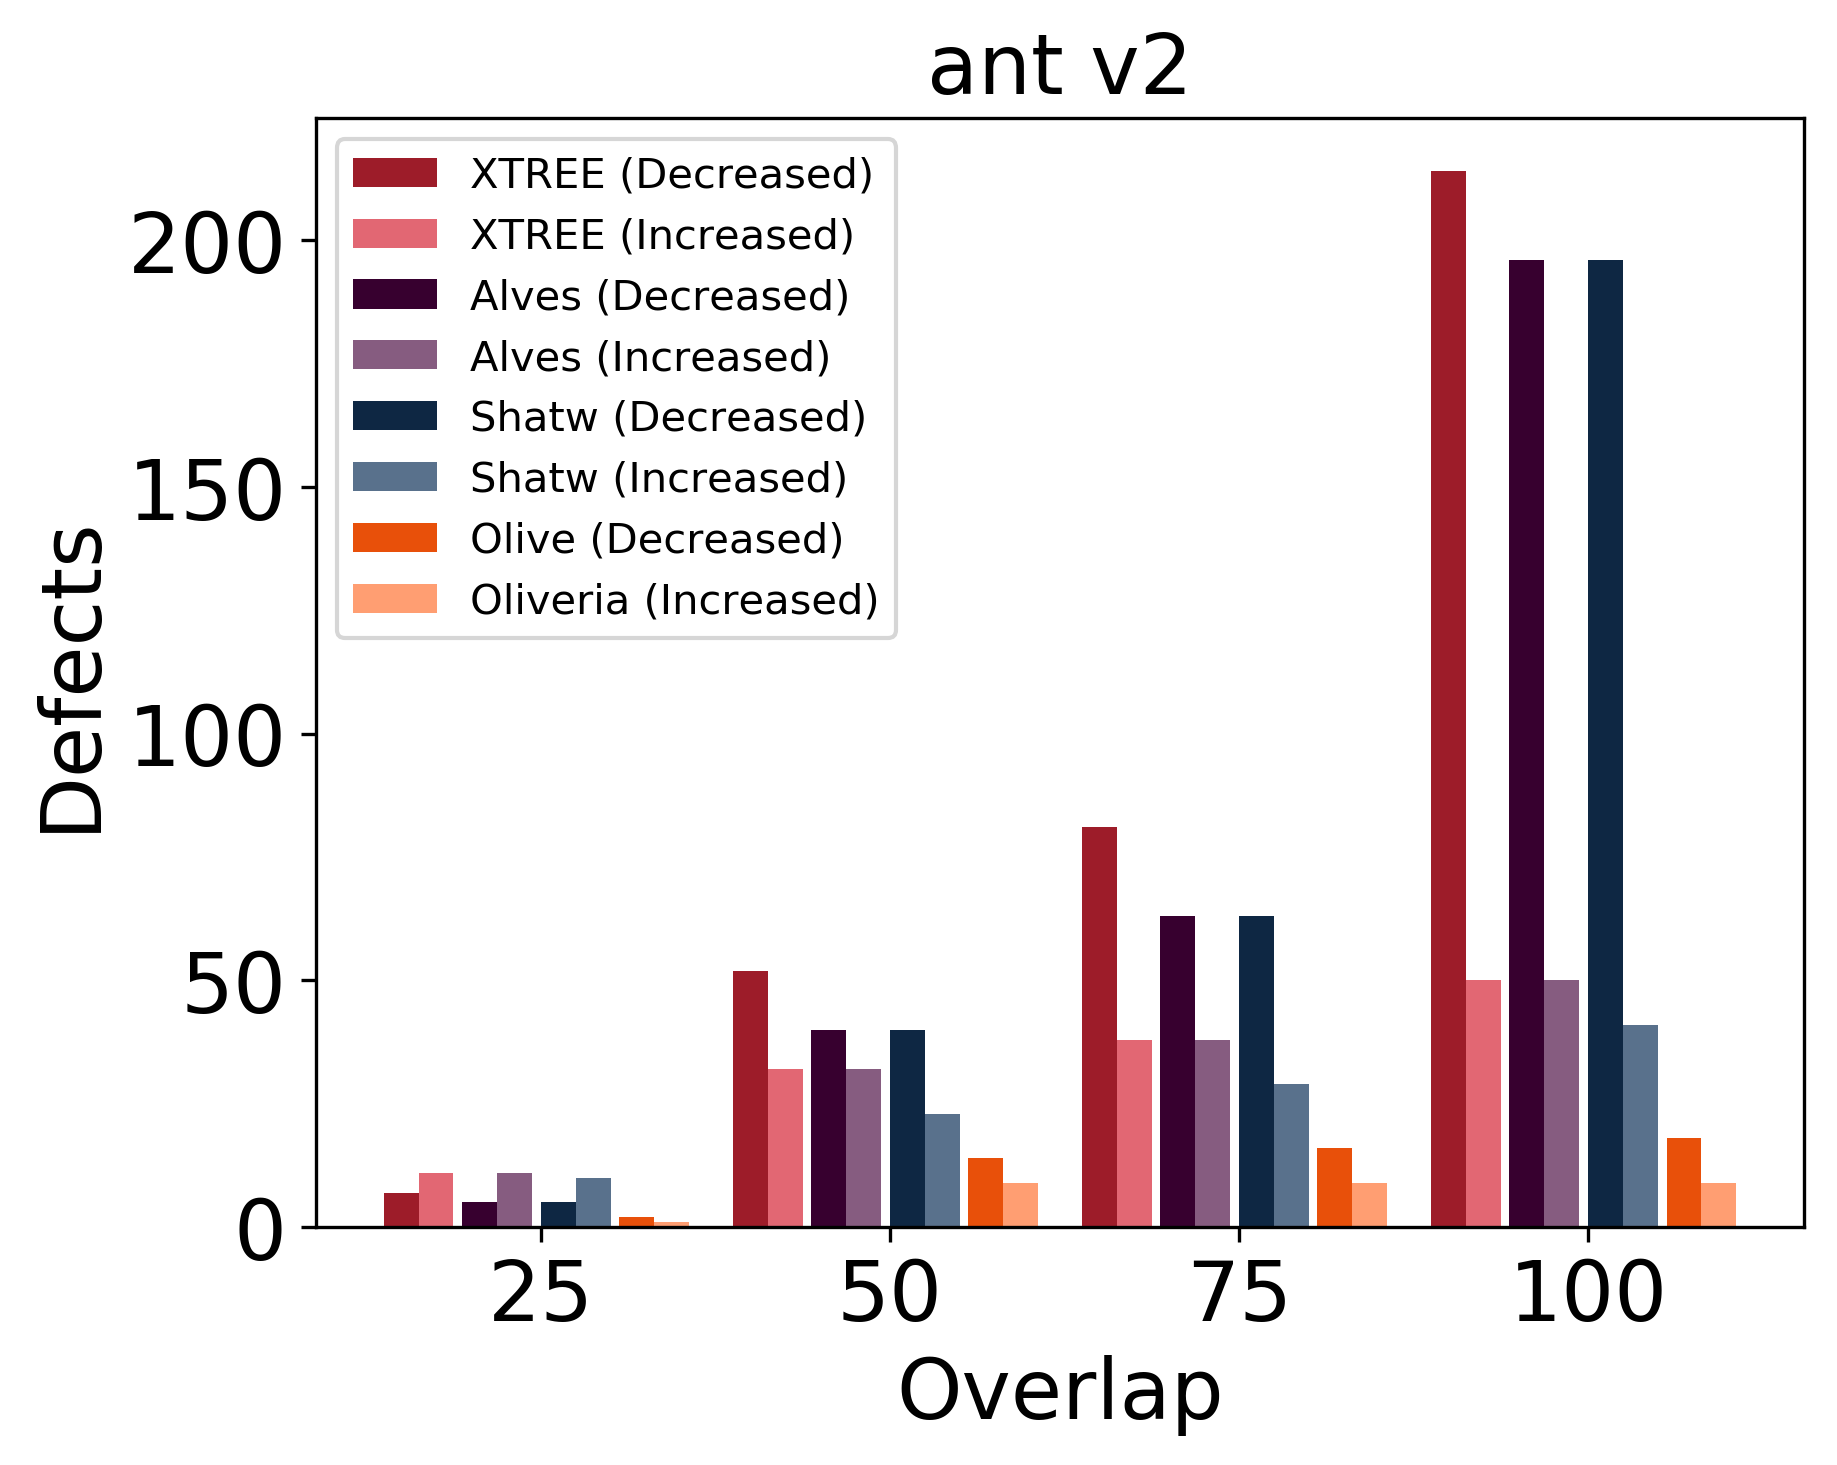 ant v2
XTREE (Decreased)
XTREE (Increased)
Alves (Decreased)
Alves (Increased)
Shatw (Decreased)
Shatw (Increased)
Olive (Decreased)
Oliveria (Increased)
200
150
100
50
0
Defects
25 50 75 100
Overlap